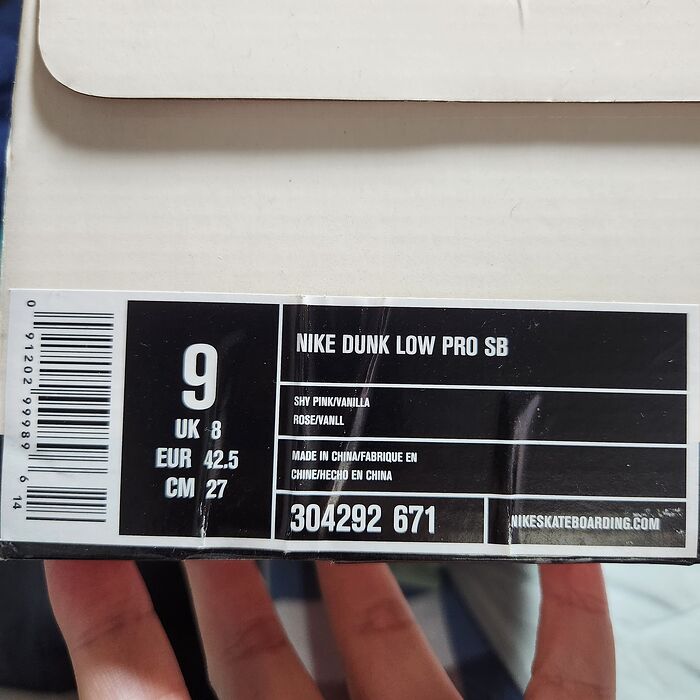 0 91202 99989 6 14
9
UK 8
EUR 42.5
CM 27
NIKE DUNK LOW PRO SB
SHY PINK/VANILLA
ROSE/VANLL
MADE IN CHINA/FABRIQUE EN
CHINE/HECHO EN CHINA
304292 671
NIKESKATEBOARDING.COM